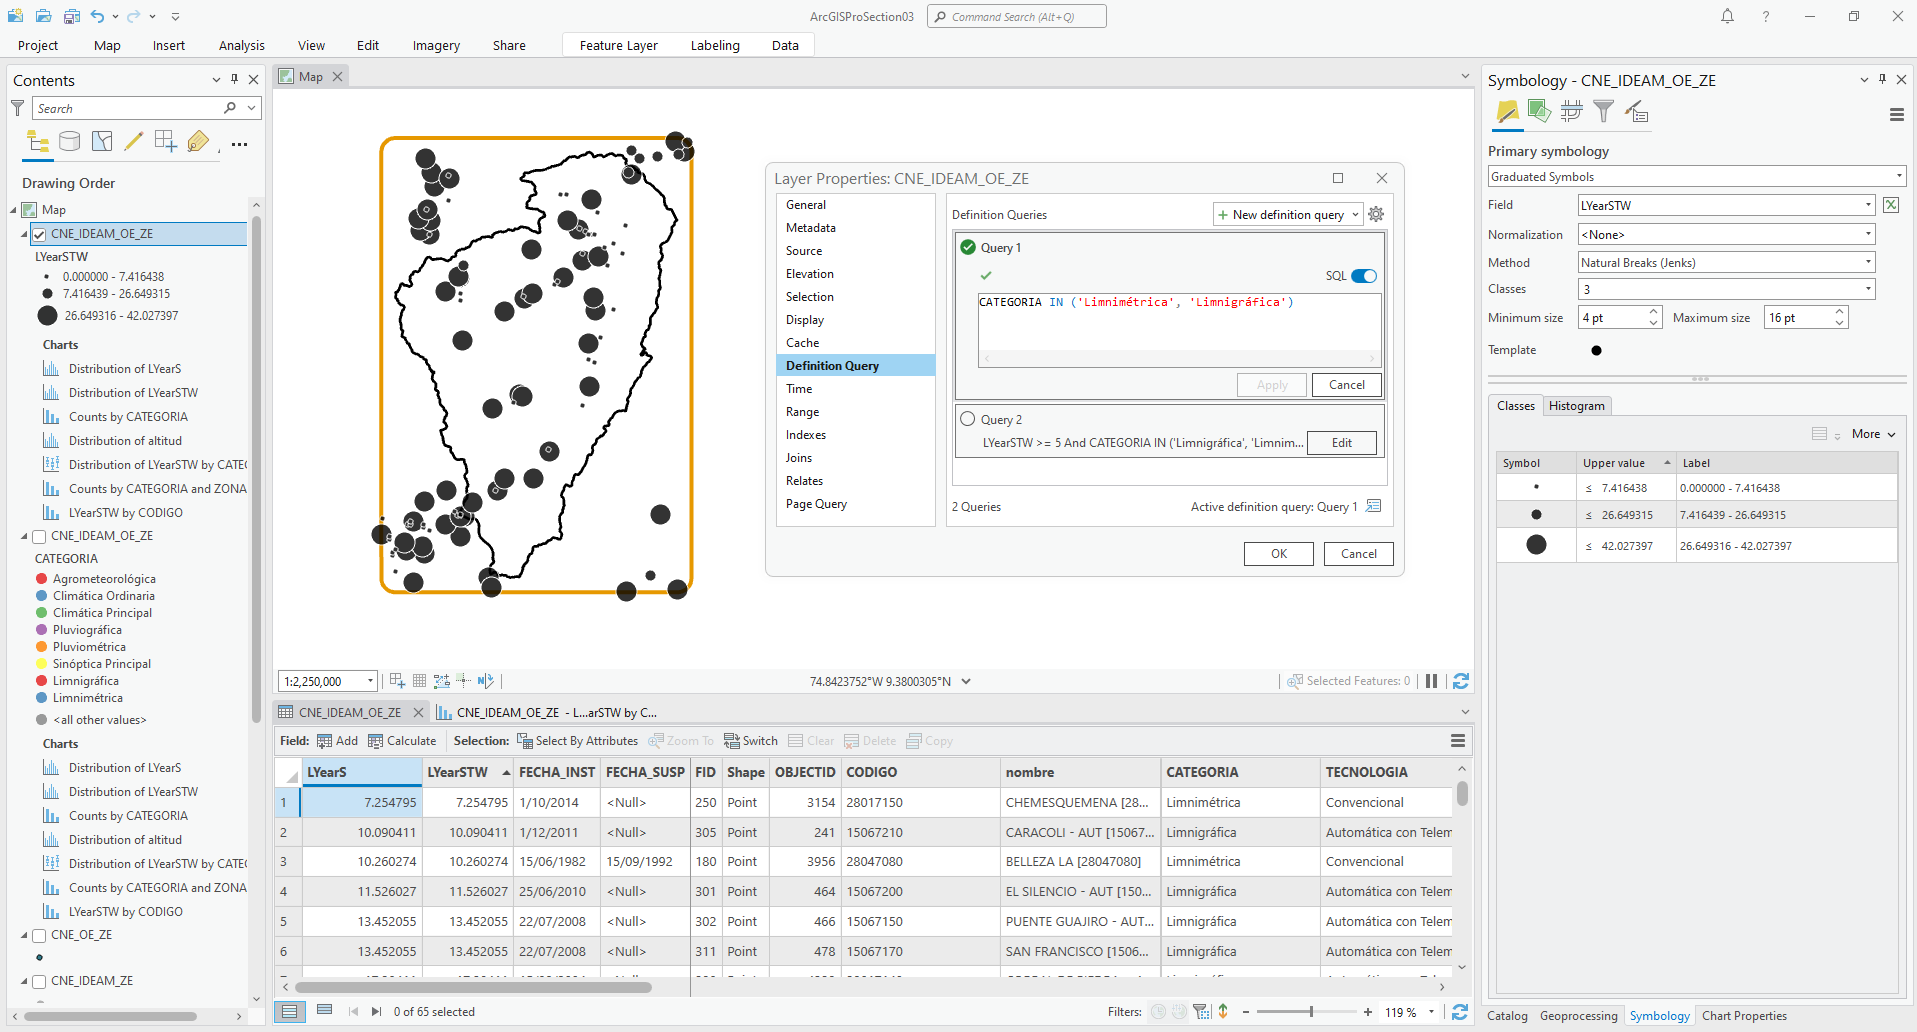 ArcGISProSection03
Command Search (Alt+Q)
Project Map Insert Analysis View Edit Imagery Share Feature Layer Labeling Data
Contents
Search
Drawing Order
Map
CNE_IDEAM_OE_ZE
LYearSTW
0.000000 - 7.416438
7.416439 - 26.649315
26.649316 - 42.027397
Charts
Distribution of LYearS
Distribution of LYearSTW
Counts by CATEGORIA
Distribution of altitud
Distribution of LYearSTW by CATEG
Counts by CATEGORIA and ZONA
LYearSTW by CODIGO
CNE_IDEAM_OE_ZE
CATEGORIA
Agrometeorológica
Climática Ordinaria
Climática Principal
Pluviográfica
Pluviométrica
Sinóptica Principal
Limnigráfica
Limnimétrica
<all other values>
Charts
Distribution of LYearS
Distribution of LYearSTW
Counts by CATEGORIA
Distribution of altitud
Distribution of LYearSTW by CATEG
Counts by CATEGORIA and ZONA
LYearSTW by CODIGO
CNE_OE_ZE
CNE_IDEAM_ZE
Map
Layer Properties: CNE_IDEAM_OE_ZE
General
Metadata
Source
Elevation
Selection
Display
Cache
Definition Query
Time
Range
Indexes
Joins
Relates
Page Query
Definition Queries
New definition query
Query 1
SQL
CATEGORIA IN ('Limnimétrica', 'Limnigráfica')
Apply Cancel
Query 2
LYearSTW >= 5 And CATEGORIA IN ('Limnigráfica', 'Limnim... Edit
2 Queries
Active definition query: Query 1
OK Cancel
1:2,250,000
74.8423752°W 9.3800305°N
Selected Features: 0
CNE_IDEAM_OE_ZE
CNE_IDEAM_OE_ZE - L...arSTW by C...
Field: Add Calculate Selection: Select By Attributes Zoom To Switch Clear Delete Copy
LYearS LYearSTW FECHA_INST FECHA_SUSP FID Shape OBJECTID CODIGO nombre CATEGORIA TECNOLOGIA
1 7.254795 7.254795 1/10/2014 <Null> 250 Point 3154 28017150 CHEMESQUEMENA [28... Limnimétrica Convencional
2 10.090411 10.090411 1/12/2011 <Null> 305 Point 241 15067210 CARACOLI - AUT [15067... Limnigráfica Automática con Telem
3 10.260274 10.260274 15/06/1982 15/09/1992 180 Point 3956 28047080 BELLEZA LA [28047080] Limnimétrica Convencional
4 11.526027 11.526027 25/06/2010 <Null> 301 Point 464 15067200 EL SILENCIO - AUT [150... Limnigráfica Automática con Telem
5 13.452055 13.452055 22/07/2008 <Null> 302 Point 466 15067150 PUENTE GUAJIRO - AUT... Limnigráfica Automática con Telem
6 13.452055 13.452055 22/07/2008 <Null> 311 Point 478 15067170 SAN FRANCISCO [1506... Limnigráfica Automática con Telem
0 of 65 selected
Filters:
119 %
Symbology - CNE_IDEAM_OE_ZE
Primary symbology
Graduated Symbols
Field LYearSTW
Normalization <None>
Method Natural Breaks (Jenks)
Classes 3
Minimum size 4 pt Maximum size 16 pt
Template
Classes Histogram
More
Symbol Upper value Label
≤ 7.416438 0.000000 - 7.416438
≤ 26.649315 7.416439 - 26.649315
≤ 42.027397 26.649316 - 42.027397
Catalog Geoprocessing Symbology Chart Properties